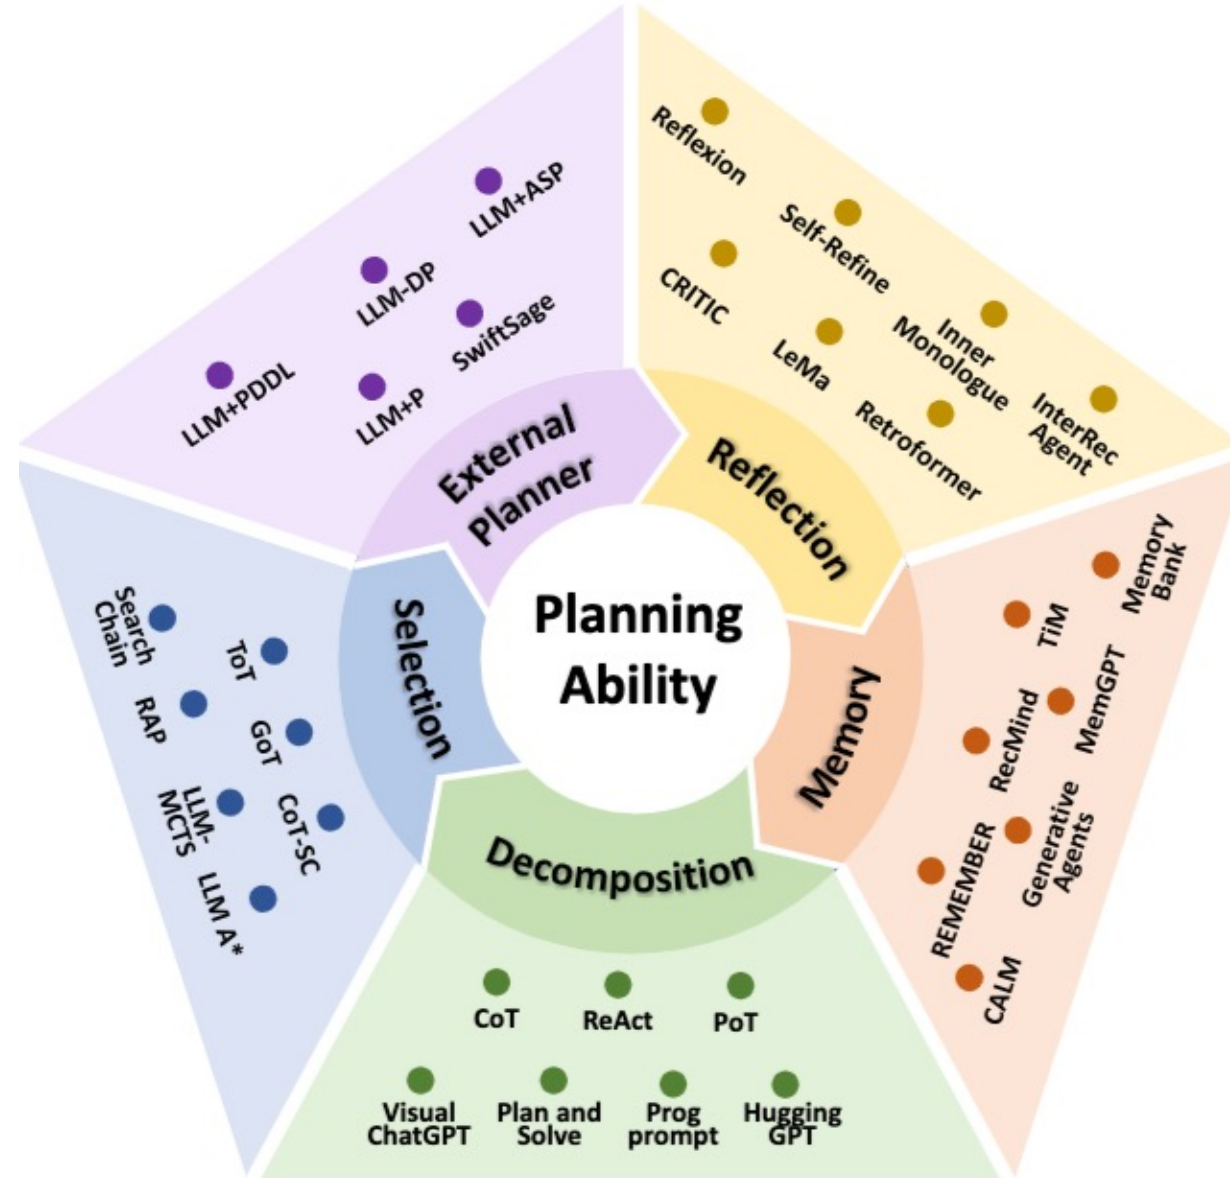 Planning
Ability
External
Planner
LLM+ASP
LLM-DP
SwiftSage
LLM+PDDL
LLM+P
Reflection
Reflexion
Self-Refine
CRITIC
Inner
Monologue
LeMa
InterRec
Agent
Retroformer
Memory
Memory
Bank
TiM
MemGPT
RecMind
Generative
Agents
REMEMBER
CALM
Decomposition
CoT
ReAct
PoT
Visual
ChatGPT
Plan and
Solve
Prog
prompt
Hugging
GPT
Selection
Search
Chain
ToT
RAP
GoT
LLM-
MCTS
CoT-SC
LLM A*